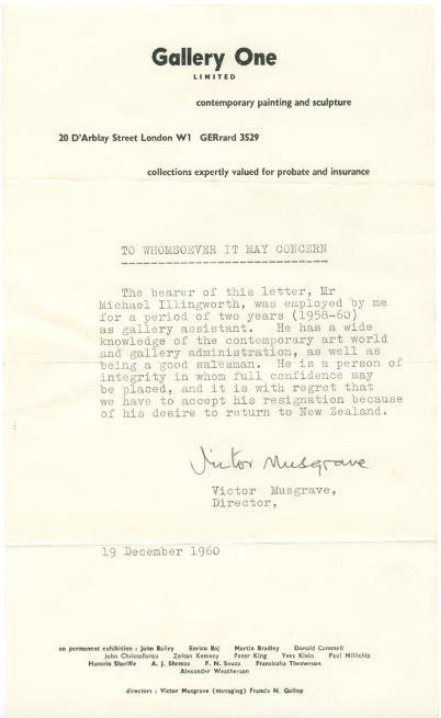 Gallery One
LIMITED
contemporary painting and sculpture
20 D'Arblay Street London W1 GERrard 3529
collections expertly valued for probate and insurance
TO WHOMSOEVER IT MAY CONCERN
The bearer of this letter, Mr
Michael Illingworth, was employed by me
for a period of two years (1958-60)
as gallery assistant. He has a wide
knowledge of the contemporary art world
and gallery administration, as well as
being a good salesman. He is a person of
integrity in whom full confidence may
be placed, and it is with regret that
we have to accept his resignation because
of his desire to return to New Zealand.
Victor Musgrave
Victor Musgrave,
Director,
19 December 1960
on permanent exhibition : John Bailey Enrico Baj Martin Bradley Donald Cammell
John Christoforou Zoltan Kemeny Peter King Yves Klein Paul Millichip
Hussein Shariffe A. J. Shemza F. N. Souza Franciszka Themerson
Alexander Weatherson
directors : Victor Musgrave (managing) Francis N. Gallop